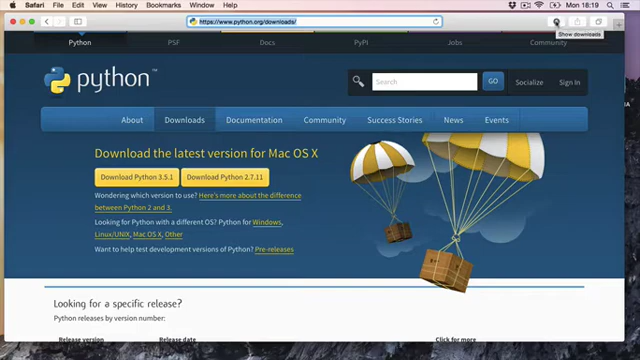 Safari File Edit View History Bookmarks Window Help Mon 18:19
https://www.python.org/downloads/
Show downloads
Python PSF Docs PyPI Jobs Community
python™
Search GO Socialize Sign In
About Downloads Documentation Community Success Stories News Events
Download the latest version for Mac OS X
Download Python 3.5.1 Download Python 2.7.11
Wondering which version to use? Here's more about the difference
between Python 2 and 3.
Looking for Python with a different OS? Python for Windows,
Linux/UNIX, Mac OS X, Other
Want to help test development versions of Python? Pre-releases
Looking for a specific release?
Python releases by version number:
Release version Release date Click for more